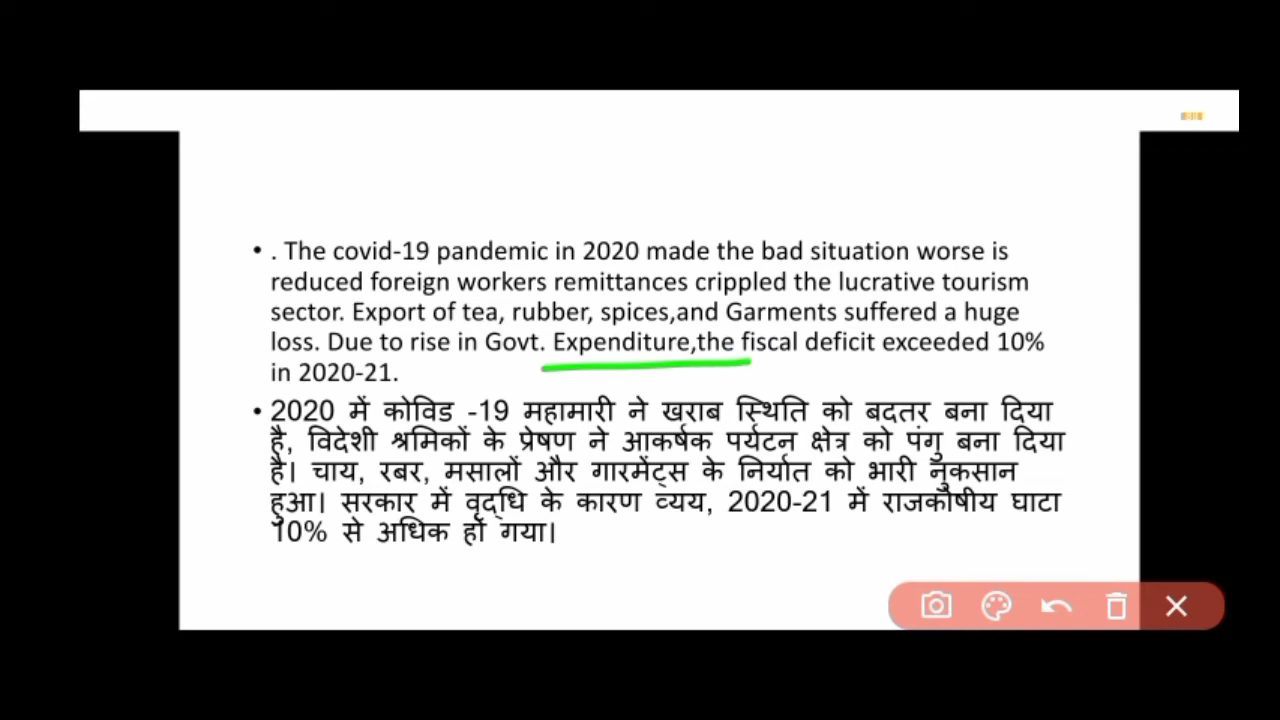 • . The covid-19 pandemic in 2020 made the bad situation worse is
reduced foreign workers remittances crippled the lucrative tourism
sector. Export of tea, rubber, spices,and Garments suffered a huge
loss. Due to rise in Govt. Expenditure,the fiscal deficit exceeded 10%
in 2020-21.
• 2020 में कोविड -19 महामारी ने खराब स्थिति को बदतर बना दिया
है, विदेशी श्रमिकों के प्रेषण ने आकर्षक पर्यटन क्षेत्र को पंगु बना दिया
है। चाय, रबर, मसालों और गारमेंट्स के निर्यात को भारी नुकसान
हुआ। सरकार में वृद्धि के कारण व्यय, 2020-21 में राजकोषीय घाटा
10% से अधिक हो गया।